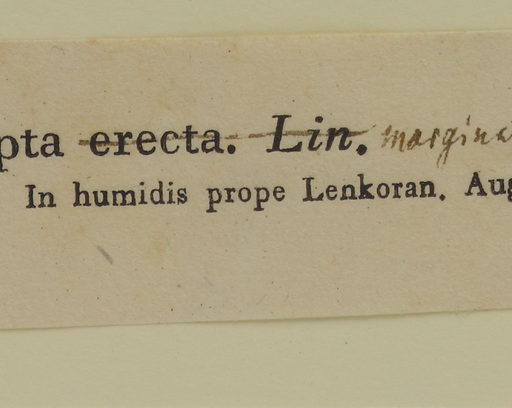 pta erecta. Lin. margina
In humidis prope Lenkoran. Aug